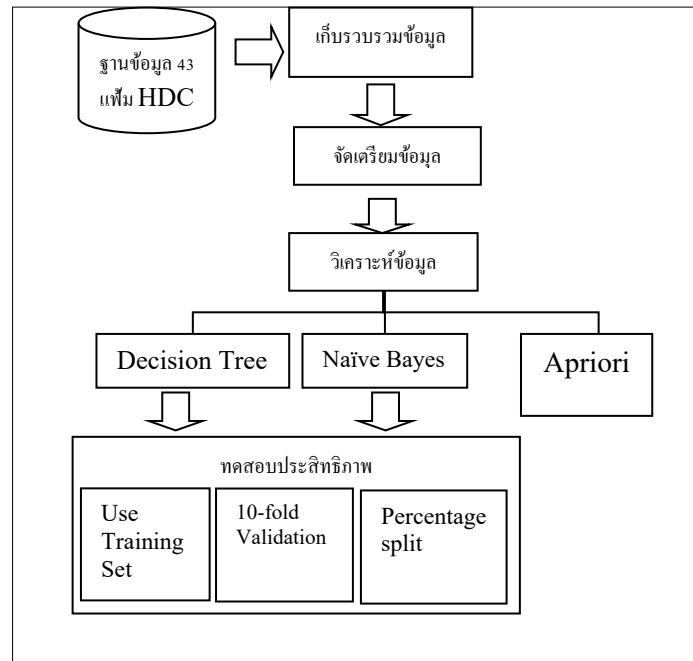 ฐานข้อมูล 43
แฟ้ม HDC
เก็บรวบรวมข้อมูล
จัดเตรียมข้อมุล
วิเคราะห์ข้อมูล
Decision Tree
Naïve Bayes
Apriori
ทดสอบประสิทธิภาพ
Use
Training
Set
10-fold
Validation
Percentage
split